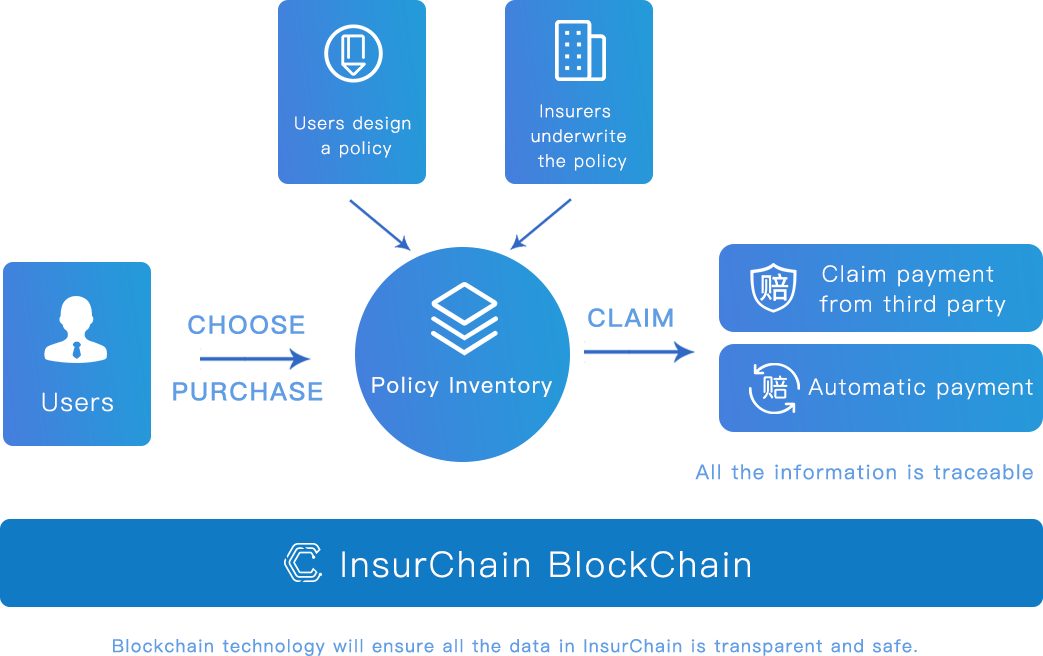 Users design
a policy
Insurers
underwrite
the policy
Users
CHOOSE
PURCHASE
Policy Inventory
CLAIM
赔
Claim payment
from third party
赔
Automatic payment
All the information is traceable
InsurChain BlockChain
Blockchain technology will ensure all the data in InsurChain is transparent and safe.